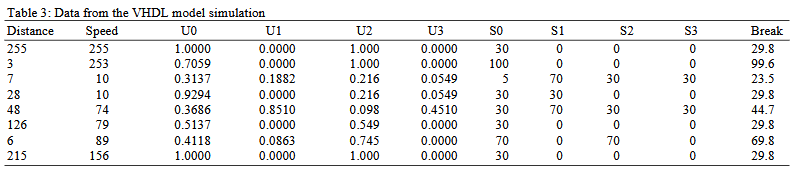 Table 3: Data from the VHDL model simulation
Distance Speed U0 U1 U2 U3 S0 S1 S2 S3 Break
255 255 1.0000 0.0000 1.000 0.0000 30 0 0 0 29.8
3 253 0.7059 0.0000 1.000 0.0000 100 0 0 0 99.6
7 10 0.3137 0.1882 0.216 0.0549 5 70 30 30 23.5
28 10 0.9294 0.0000 0.216 0.0549 30 30 0 0 29.8
48 74 0.3686 0.8510 0.098 0.4510 30 70 30 30 44.7
126 79 0.5137 0.0000 0.549 0.0000 30 0 0 0 29.8
6 89 0.4118 0.0863 0.745 0.0000 70 0 70 0 69.8
215 156 1.0000 0.0000 1.000 0.0000 30 0 0 0 29.8